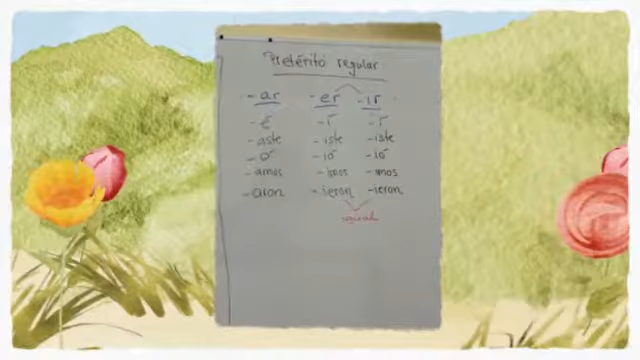 Pretérito regular
-ar -er -ir
-é -í -í
-aste -iste -iste
-ó -ió -ió
-amos -imos -imos
-aron -ieron -ieron
igual